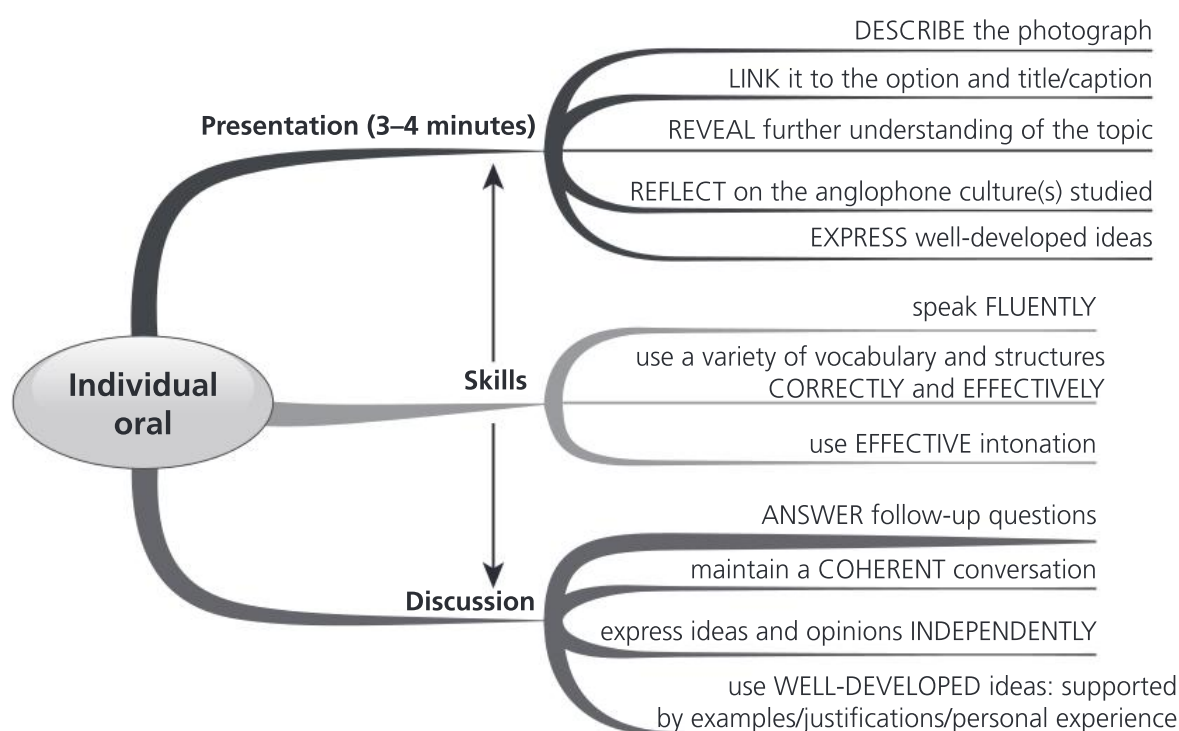 Individual
oral
Presentation (3–4 minutes)
DESCRIBE the photograph
LINK it to the option and title/caption
REVEAL further understanding of the topic
REFLECT on the anglophone culture(s) studied
EXPRESS well-developed ideas
Skills
speak FLUENTLY
use a variety of vocabulary and structures
CORRECTLY and EFFECTIVELY
use EFFECTIVE intonation
Discussion
ANSWER follow-up questions
maintain a COHERENT conversation
express ideas and opinions INDEPENDENTLY
use WELL-DEVELOPED ideas: supported
by examples/justifications/personal experience